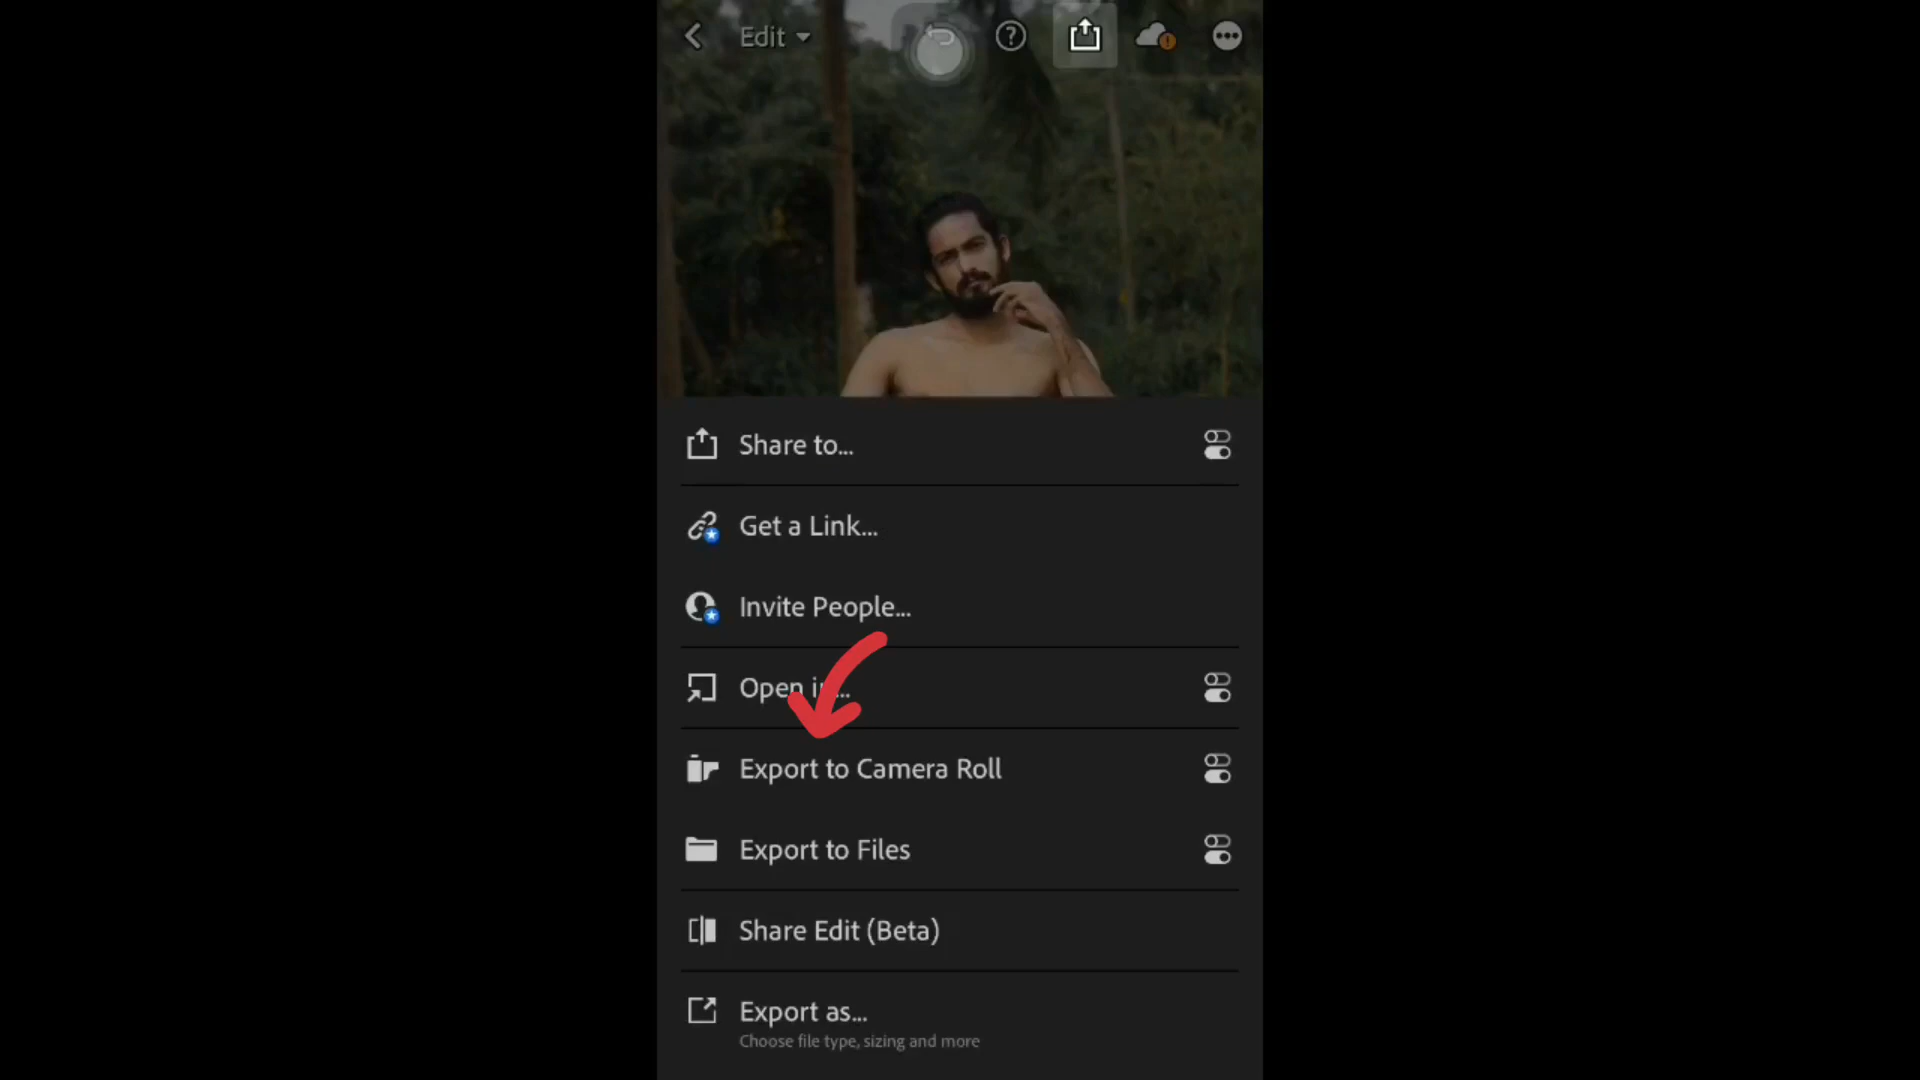 Edit
Share to...
Get a Link...
Invite People...
Open in...
Export to Camera Roll
Export to Files
Share Edit (Beta)
Export as...
Choose file type, sizing and more